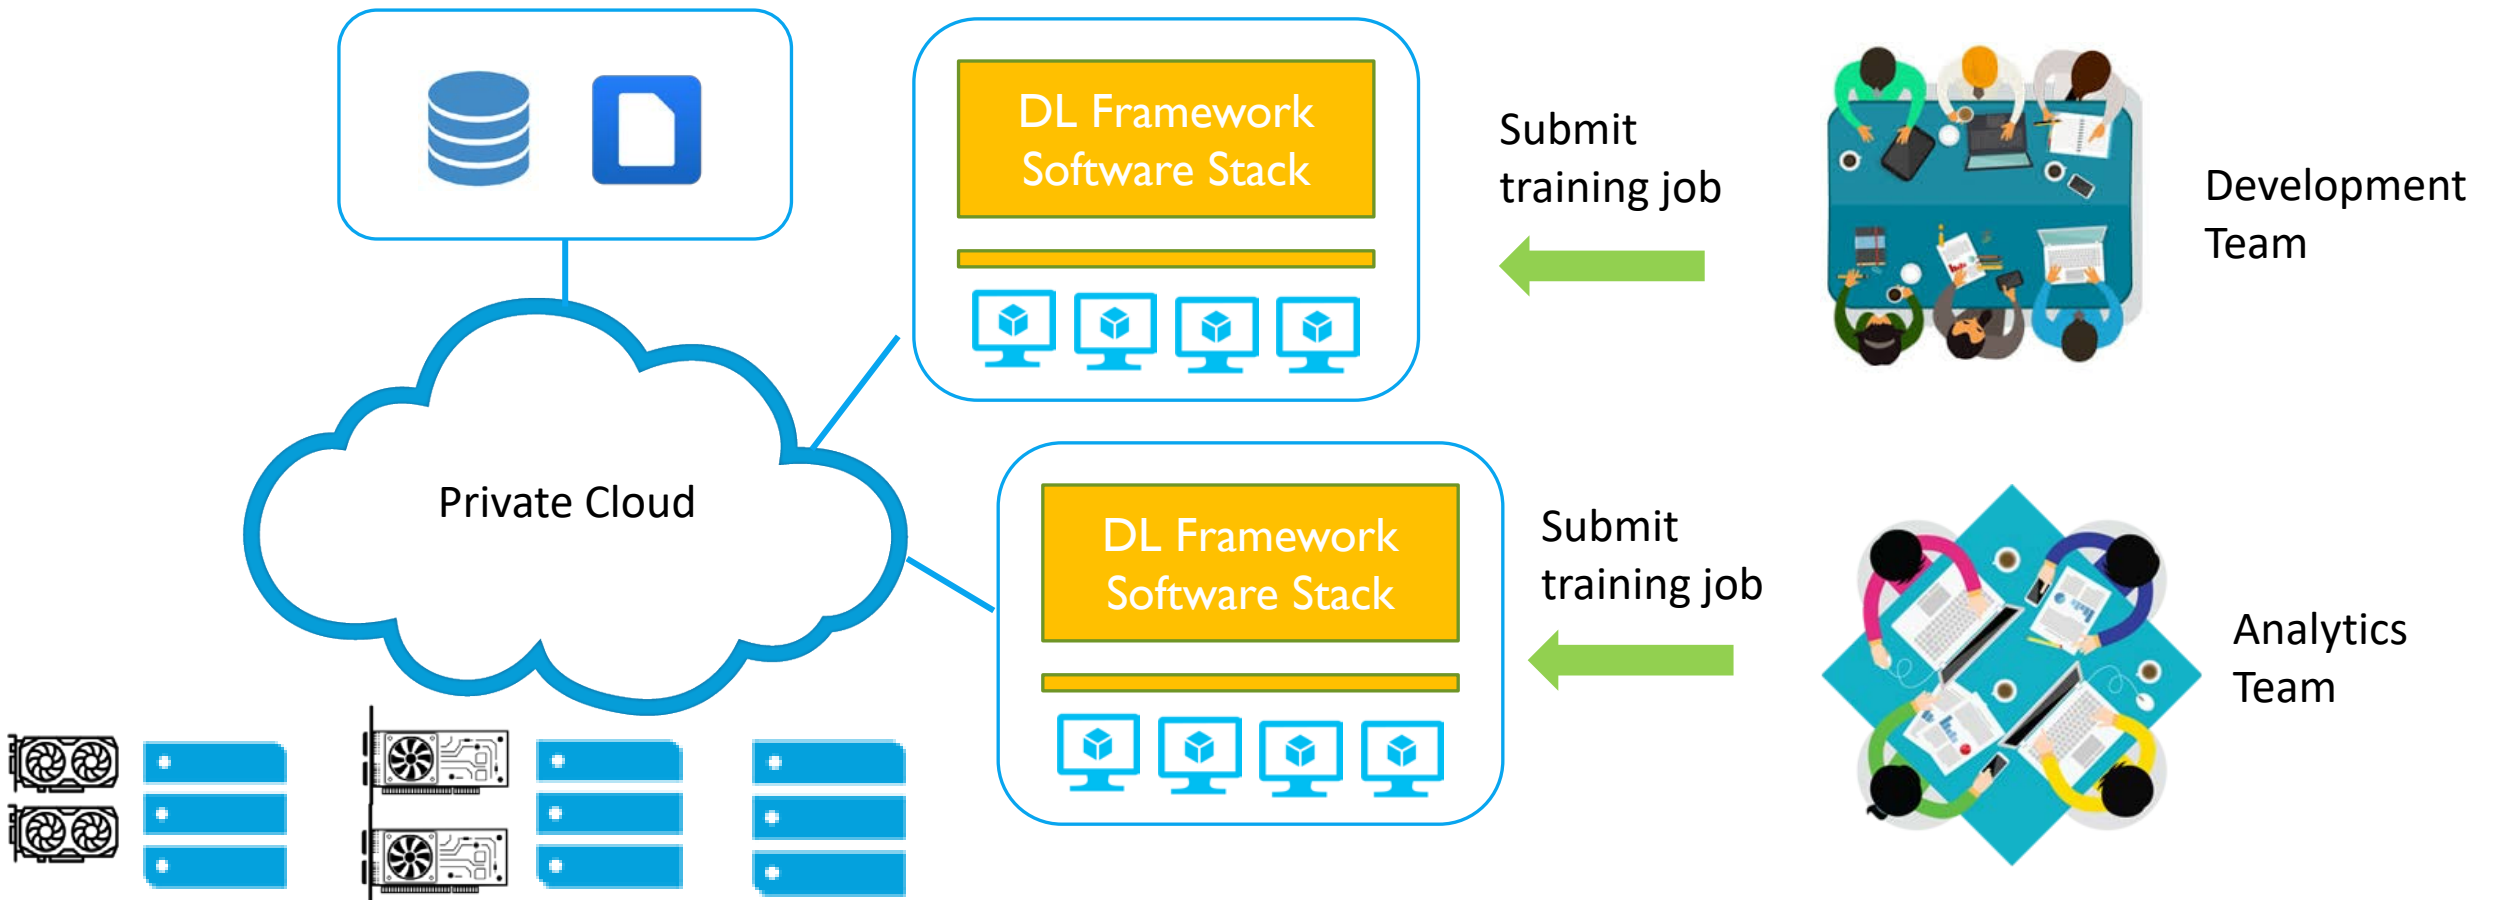 DL Framework
Software Stack
Submit
training job
Development
Team
Private Cloud
DL Framework
Software Stack
Submit
training job
Analytics
Team